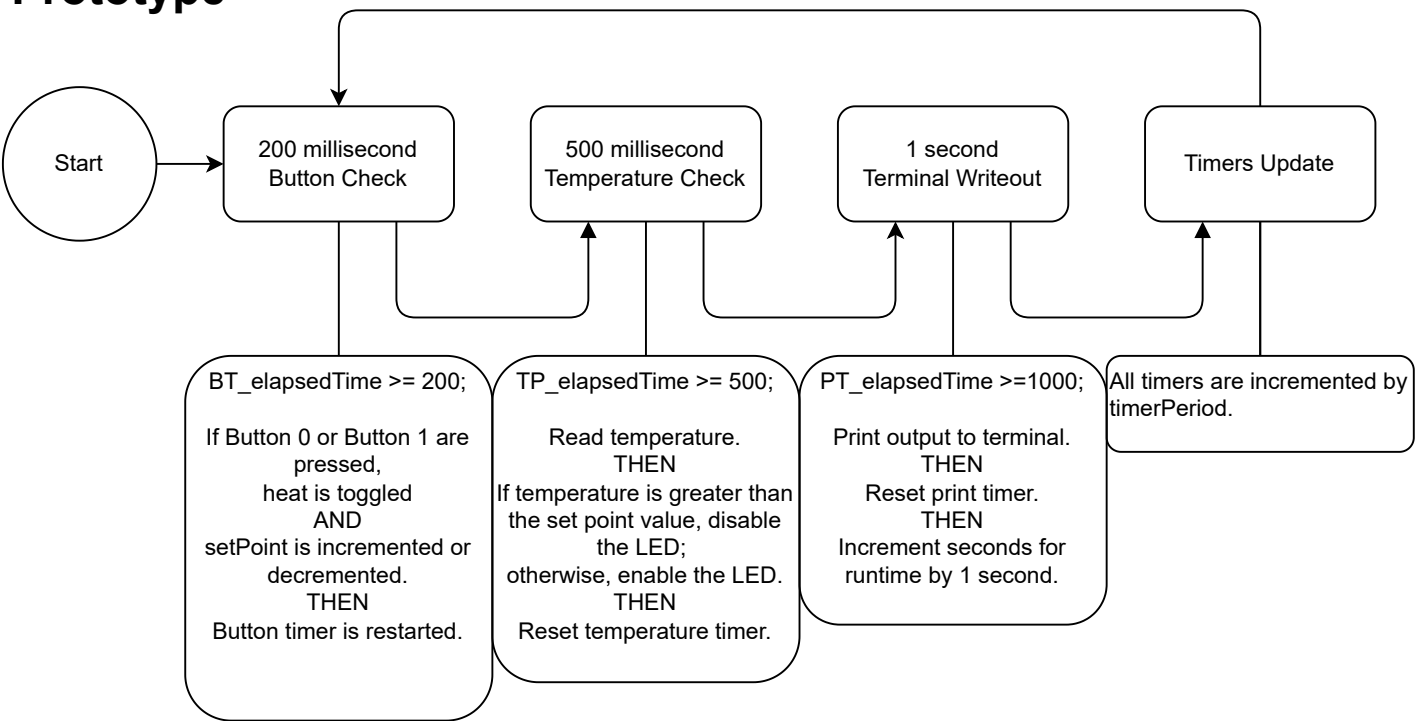 Prototype
Start
200 millisecond
Button Check
500 millisecond
Temperature Check
1 second
Terminal Writeout
Timers Update
BT_elapsedTime >= 200;
If Button 0 or Button 1 are
pressed,
heat is toggled
AND
setPoint is incremented or
decremented.
THEN
Button timer is restarted.
TP_elapsedTime >= 500;
Read temperature.
THEN
If temperature is greater than
the set point value, disable
the LED;
otherwise, enable the LED.
THEN
Reset temperature timer.
PT_elapsedTime >=1000;
Print output to terminal.
THEN
Reset print timer.
THEN
Increment seconds for
runtime by 1 second.
All timers are incremented by
timerPeriod.